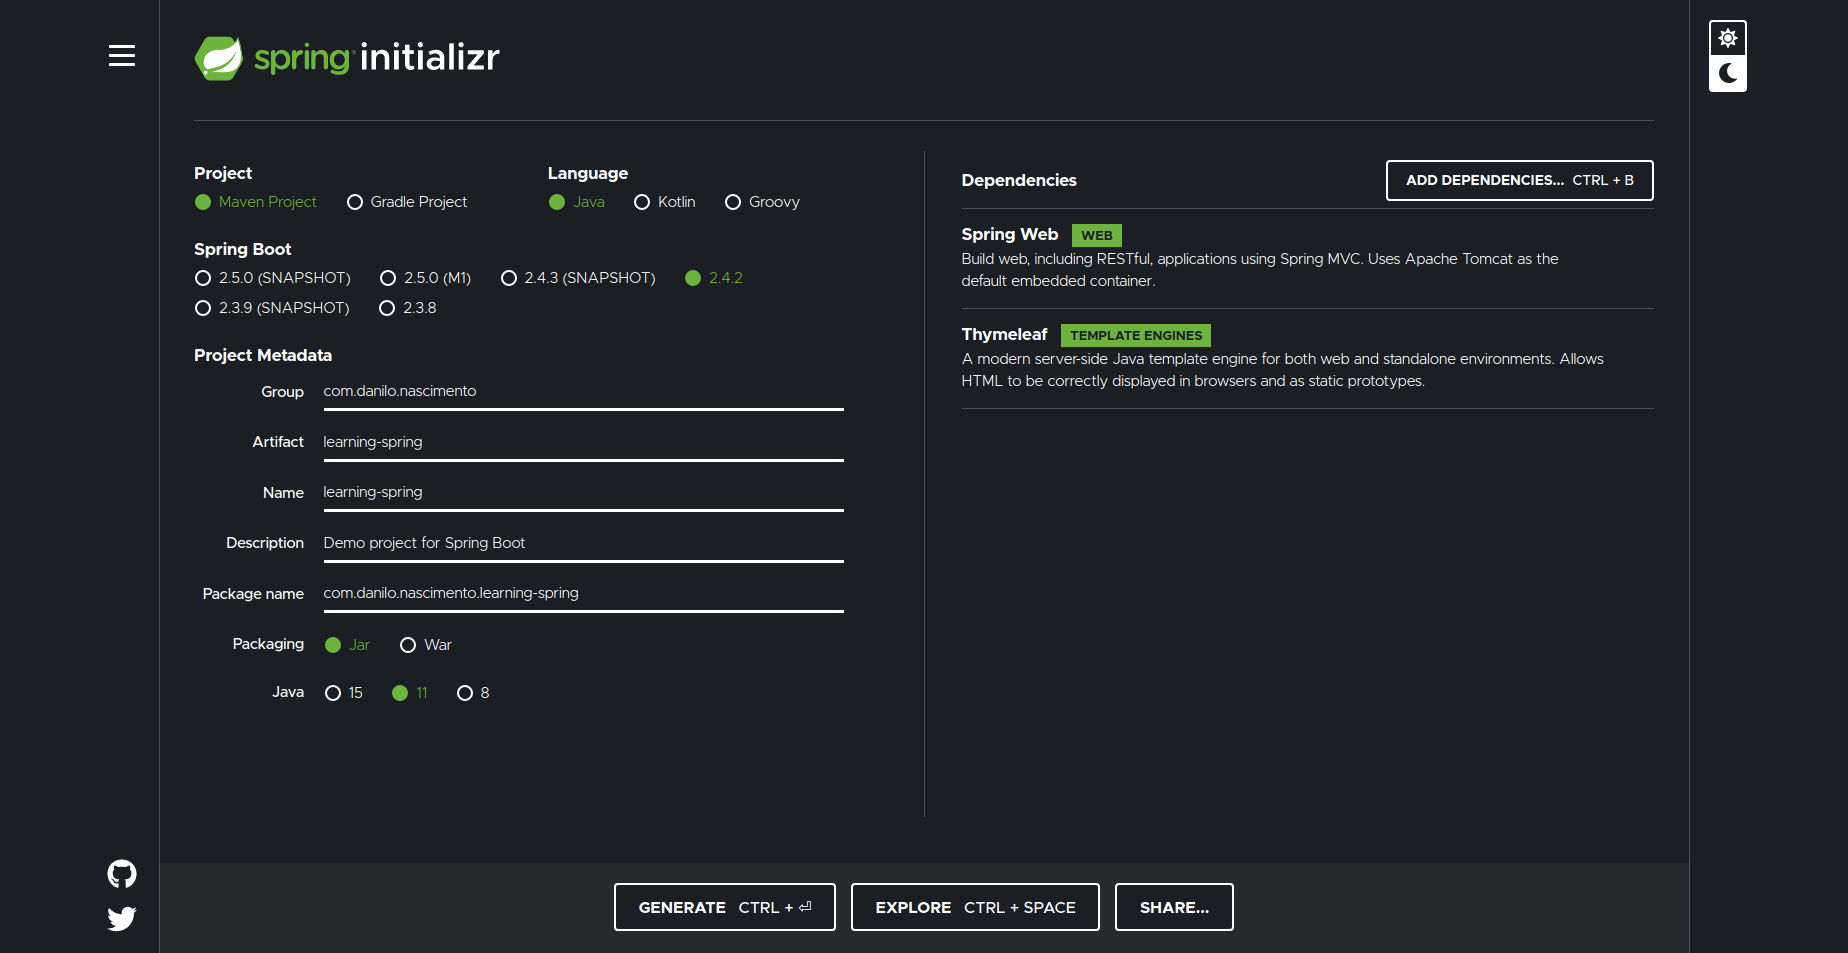 spring initializr
Project
Maven Project Gradle Project
Language
Java Kotlin Groovy
Spring Boot
2.5.0 (SNAPSHOT) 2.5.0 (M1) 2.4.3 (SNAPSHOT) 2.4.2
2.3.9 (SNAPSHOT) 2.3.8
Project Metadata
Group com.danilo.nascimento
Artifact learning-spring
Name learning-spring
Description Demo project for Spring Boot
Package name com.danilo.nascimento.learning-spring
Packaging Jar War
Java 15 11 8
Dependencies ADD DEPENDENCIES... CTRL + B
Spring Web WEB
Build web, including RESTful, applications using Spring MVC. Uses Apache Tomcat as the
default embedded container.
Thymeleaf TEMPLATE ENGINES
A modern server-side Java template engine for both web and standalone environments. Allows
HTML to be correctly displayed in browsers and as static prototypes.
GENERATE CTRL + ⏎ EXPLORE CTRL + SPACE SHARE...